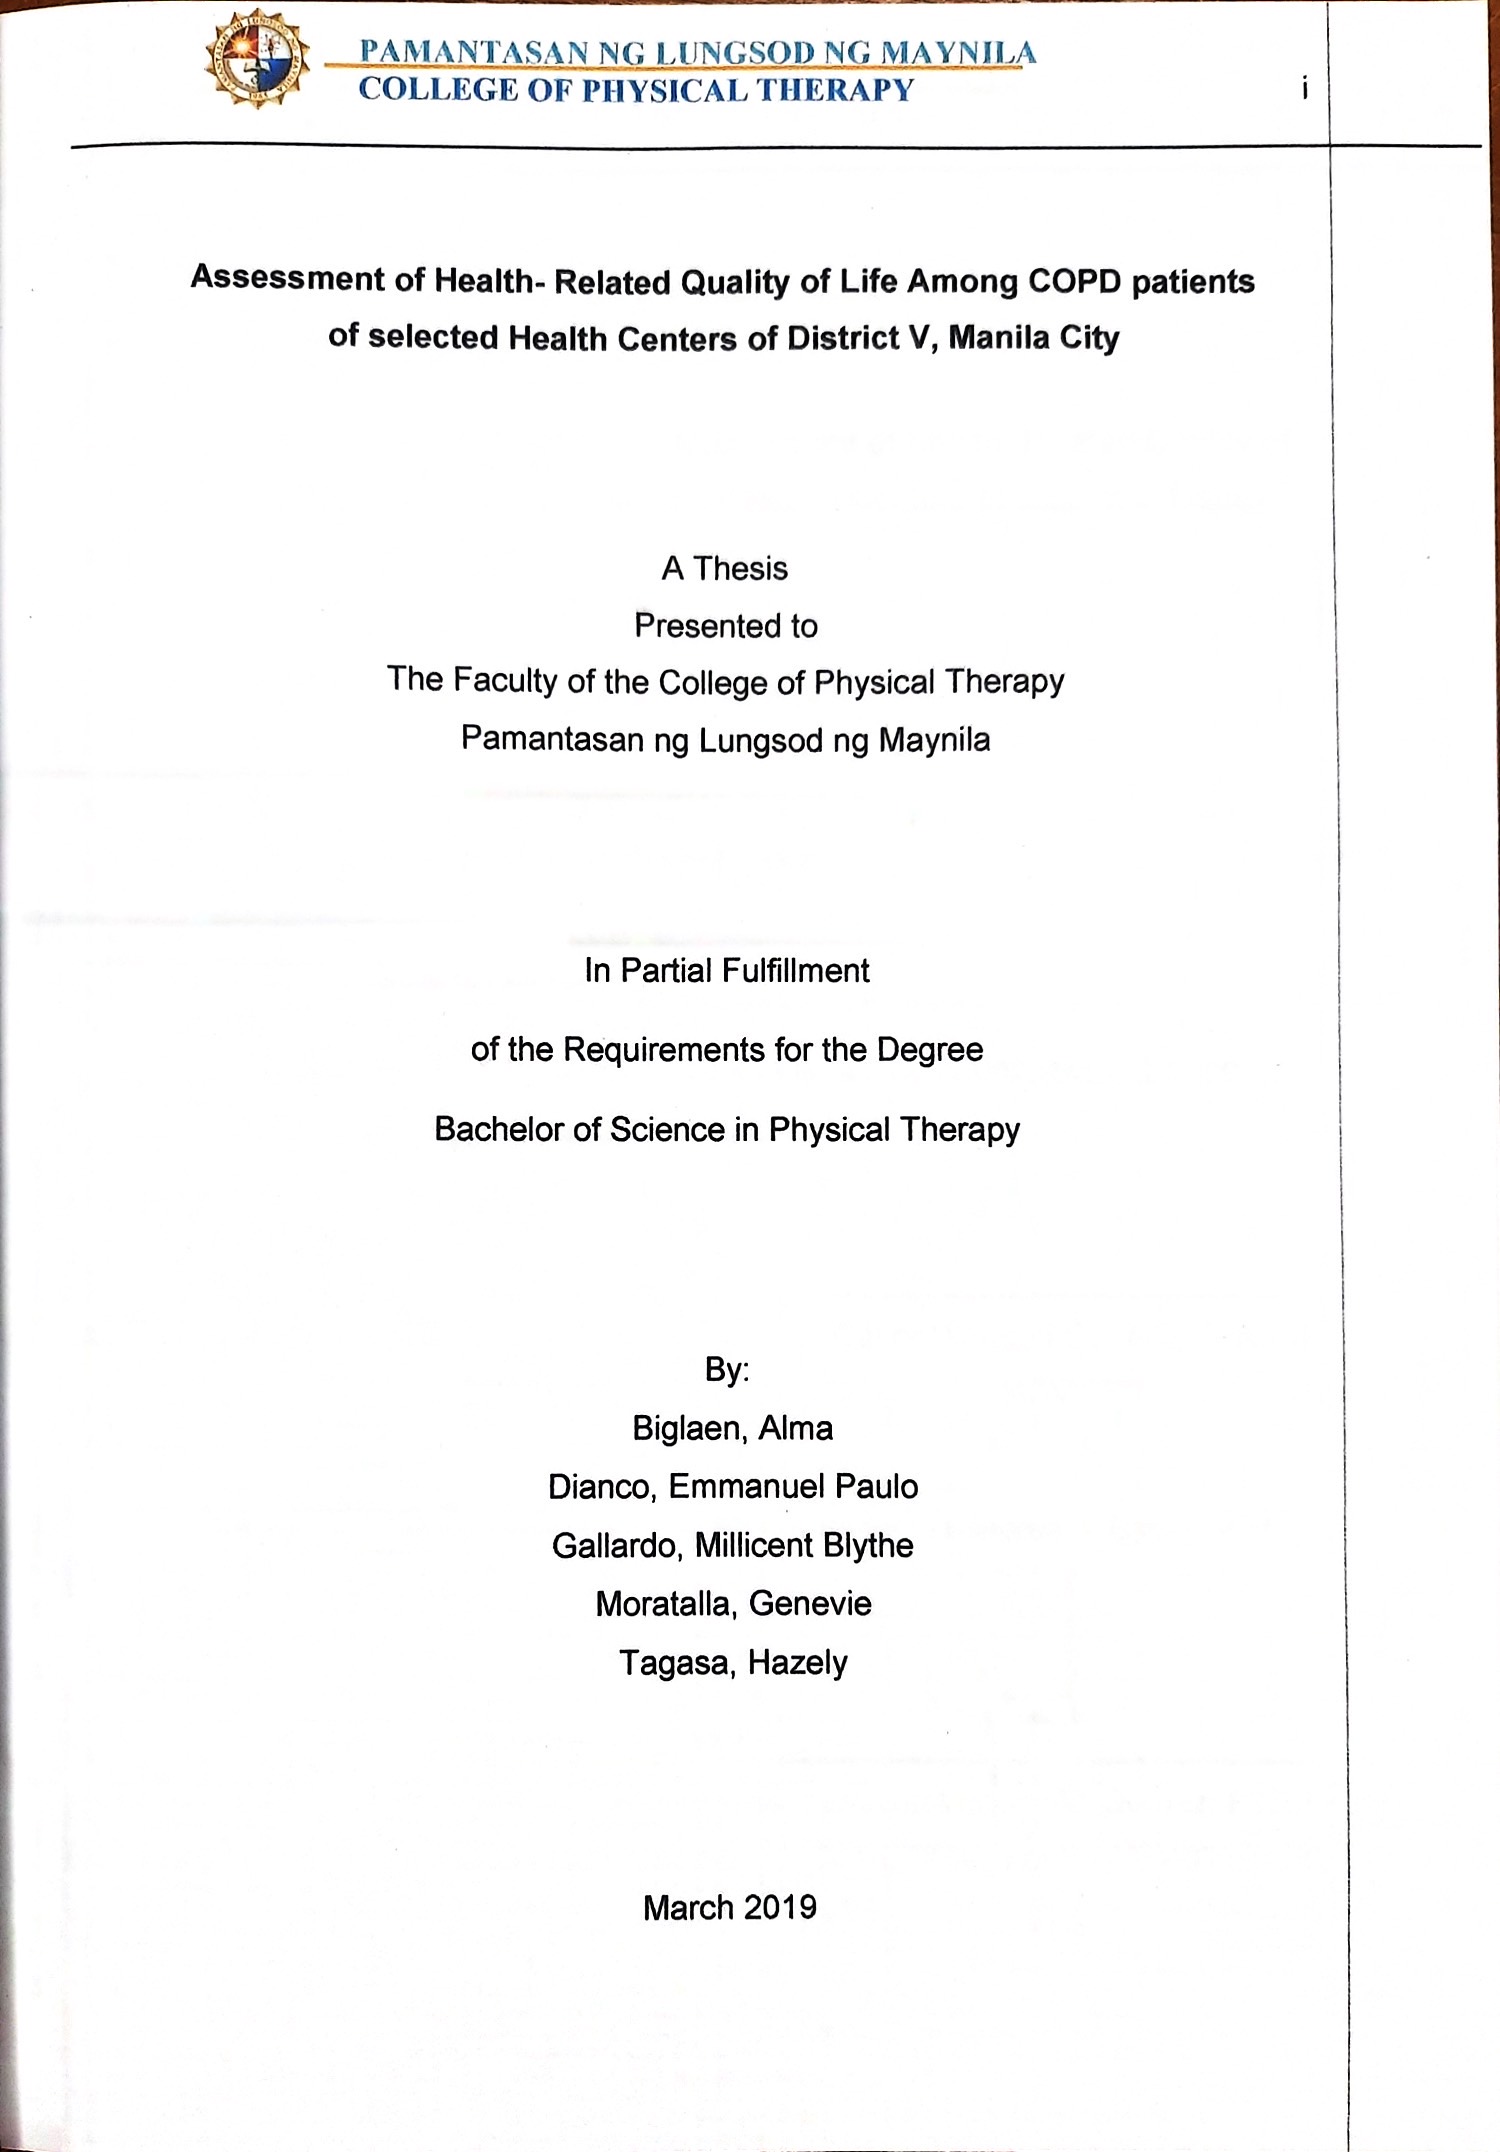 PAMANTASAN NG LUNGSOD NG MAYNILA
COLLEGE OF PHYSICAL THERAPY
i
Assessment of Health- Related Quality of Life Among COPD patients
of selected Health Centers of District V, Manila City
A Thesis
Presented to
The Faculty of the College of Physical Therapy
Pamantasan ng Lungsod ng Maynila
In Partial Fulfillment
of the Requirements for the Degree
Bachelor of Science in Physical Therapy
By:
Biglaen, Alma
Dianco, Emmanuel Paulo
Gallardo, Millicent Blythe
Moratalla, Genevie
Tagasa, Hazely
March 2019